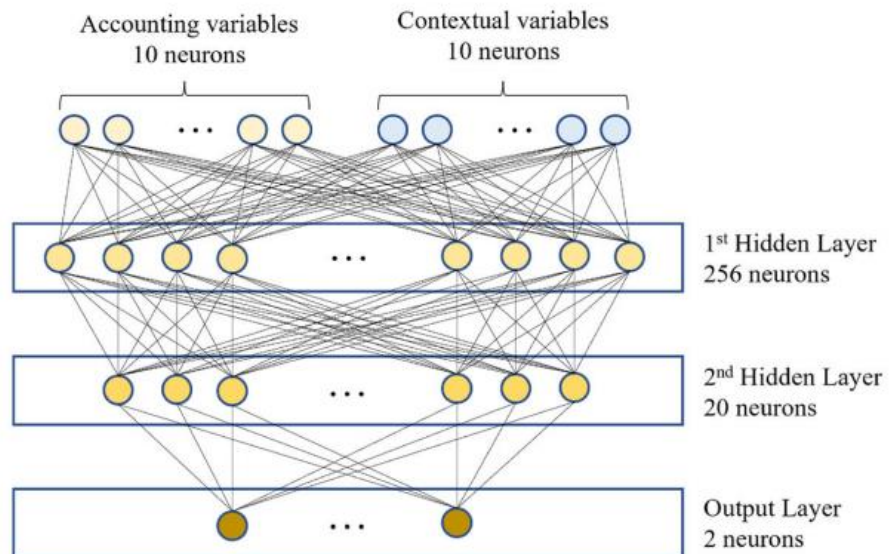 Accounting variables
10 neurons
Contextual variables
10 neurons
1st Hidden Layer
256 neurons
2nd Hidden Layer
20 neurons
Output Layer
2 neurons